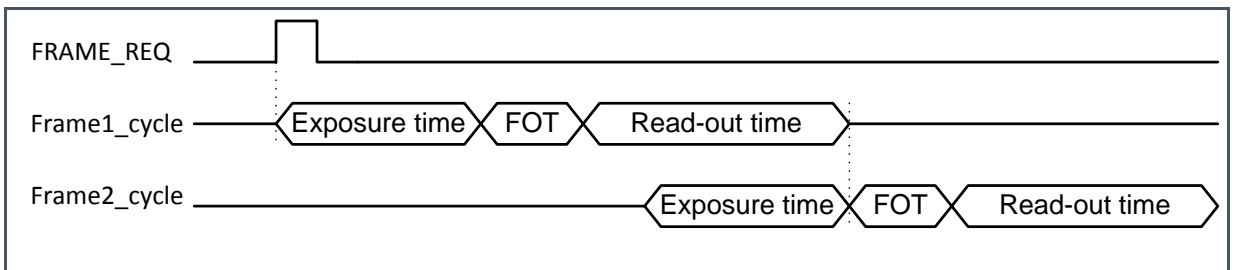 FRAME_REQ
Frame1_cycle Exposure time FOT Read-out time
Frame2_cycle Exposure time FOT Read-out time